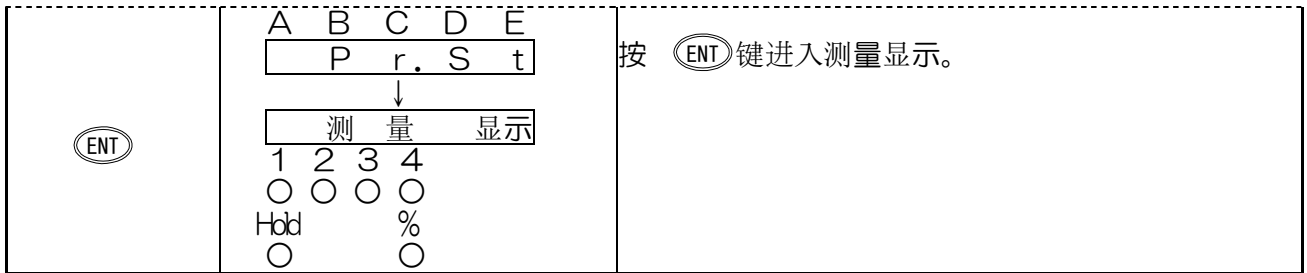 ENT
A B C D E
P r. S t
↓
测 量 显示
1 2 3 4
○ ○ ○ ○
Hold %
○ ○
按 ENT 键进入测量显示。